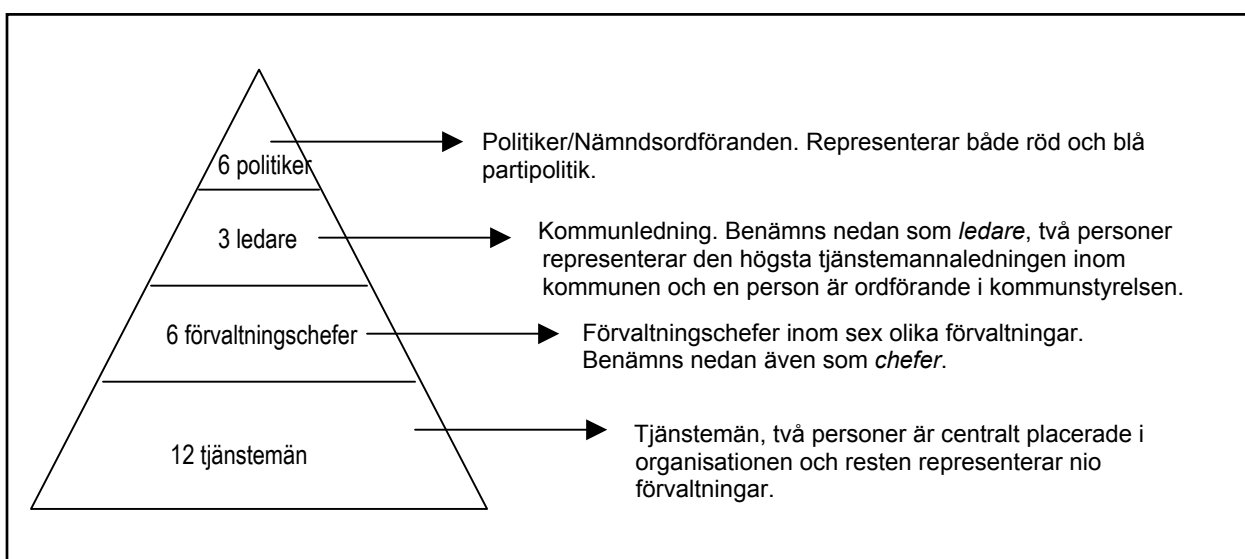 6 politiker
Politiker/Nämndsordföranden. Representerar både röd och blå
partipolitik.
3 ledare
Kommunledning. Benämns nedan som ledare, två personer
representerar den högsta tjänstemannaledningen inom
kommunen och en person är ordförande i kommunstyrelsen.
6 förvaltningschefer
Förvaltningschefer inom sex olika förvaltningar.
Benämns nedan även som chefer.
12 tjänstemän
Tjänstemän, två personer är centralt placerade i
organisationen och resten representerar nio
förvaltningar.